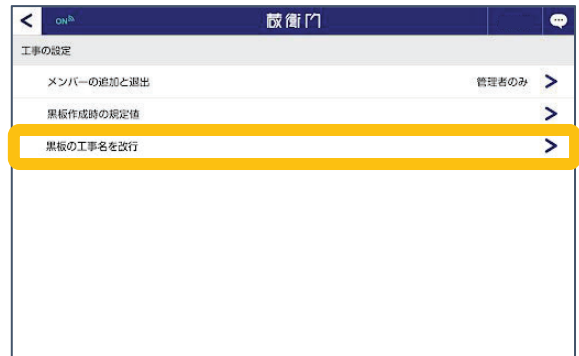 ON
蔵衛門
工事の設定
メンバーの追加と退出 管理者のみ
黒板作成時の規定値
黒板の工事名を改行